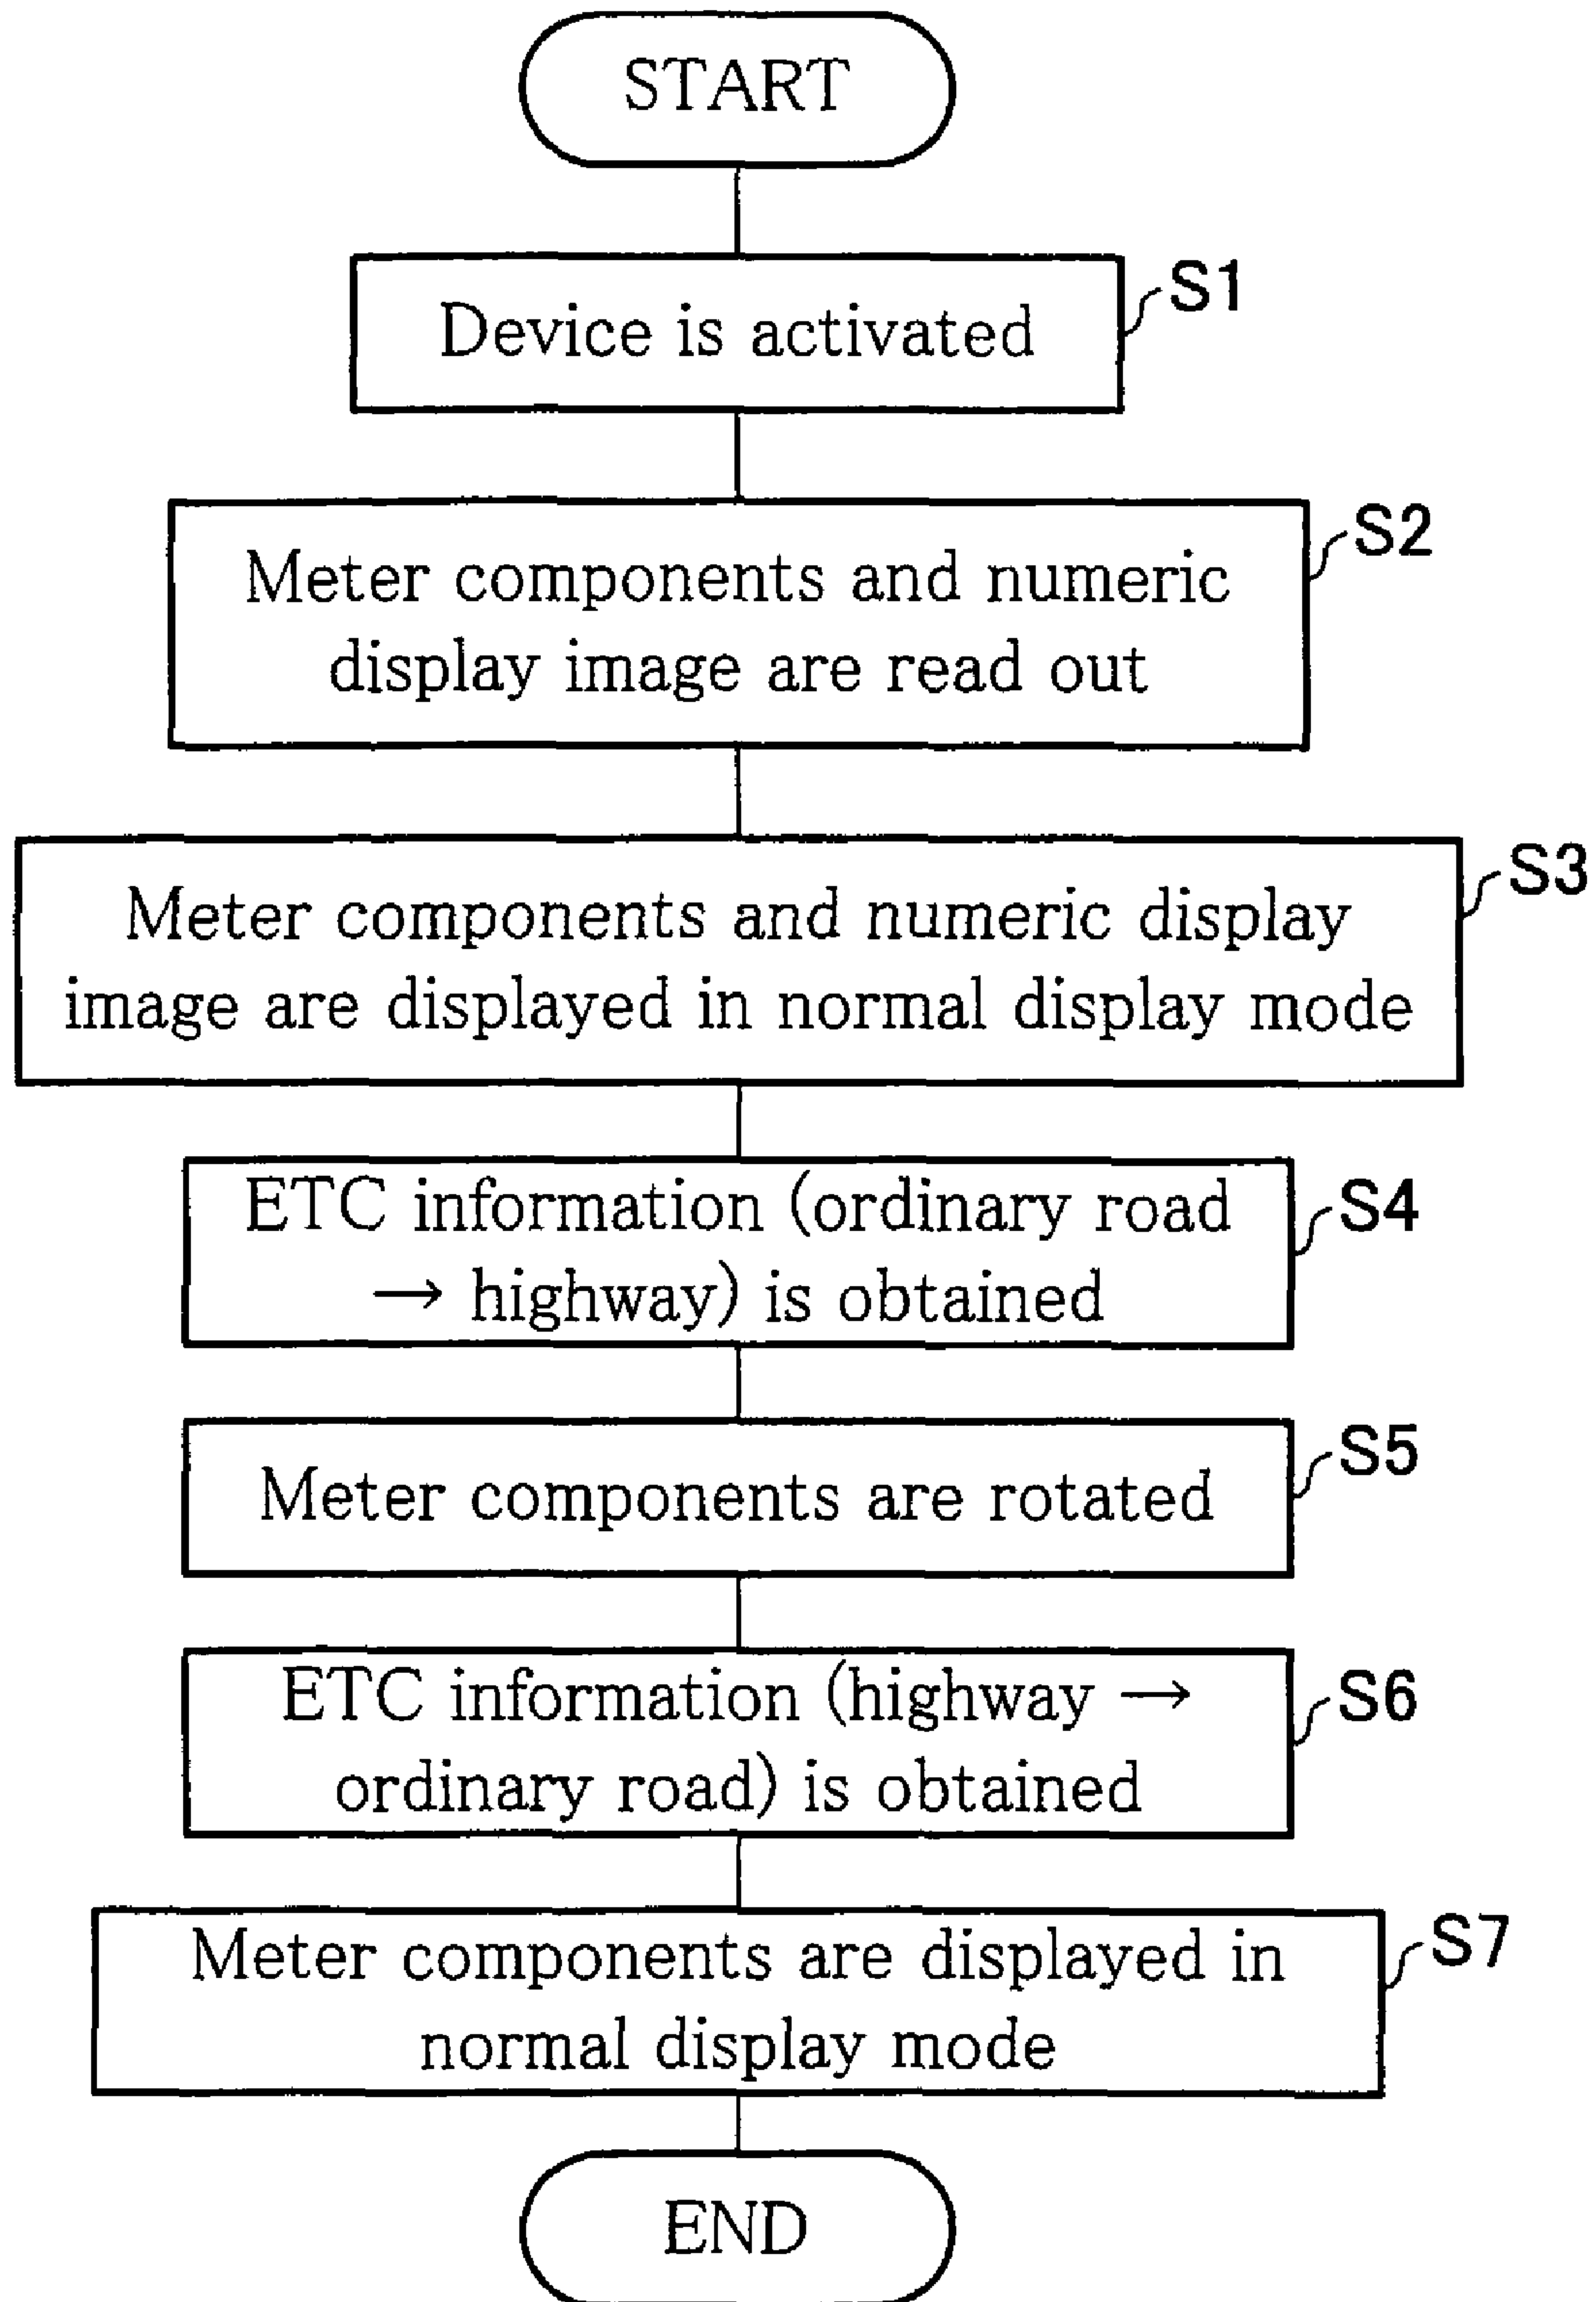 START
Device is activated
S1
Meter components and numeric
display image are read out
S2
Meter components and numeric display
image are displayed in normal display mode
S3
ETC information (ordinary road
→ highway) is obtained
S4
Meter components are rotated
S5
ETC information (highway →
ordinary road) is obtained
S6
Meter components are displayed in
normal display mode
S7
END